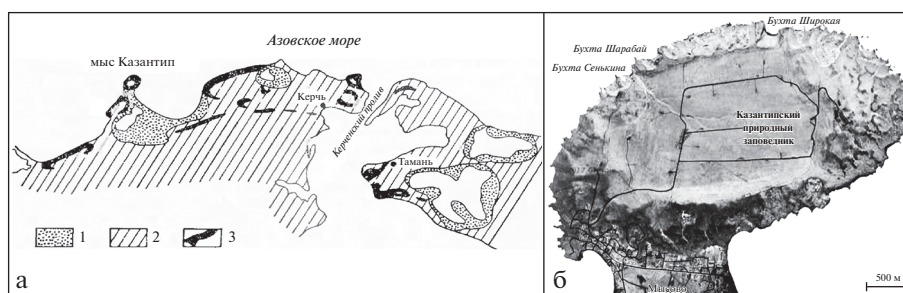 Азовское море
мыс Казантип
Керчь
Керченский пролив
Тамань
1
2
3
а
Бухта Широкая
Бухта Шарабай
Бухта Сенькина
Казантипский
природный
заповедник
Мысово
500 м
б